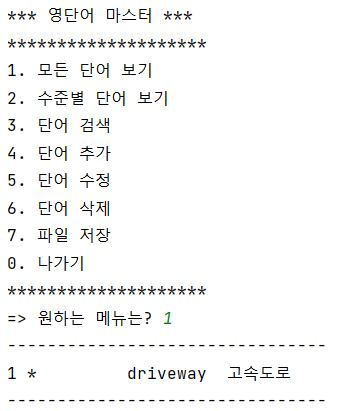 *** 영단어 마스터 ***
********************
1. 모든 단어 보기
2. 수준별 단어 보기
3. 단어 검색
4. 단어 추가
5. 단어 수정
6. 단어 삭제
7. 파일 저장
0. 나가기
********************
=> 원하는 메뉴는? 1
--------------------------------
1 *         driveway  고속도로
--------------------------------